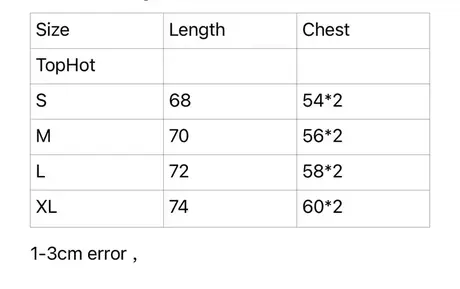 Size Length Chest
TopHot
S 68 54*2
M 70 56*2
L 72 58*2
XL 74 60*2
1-3cm error ,